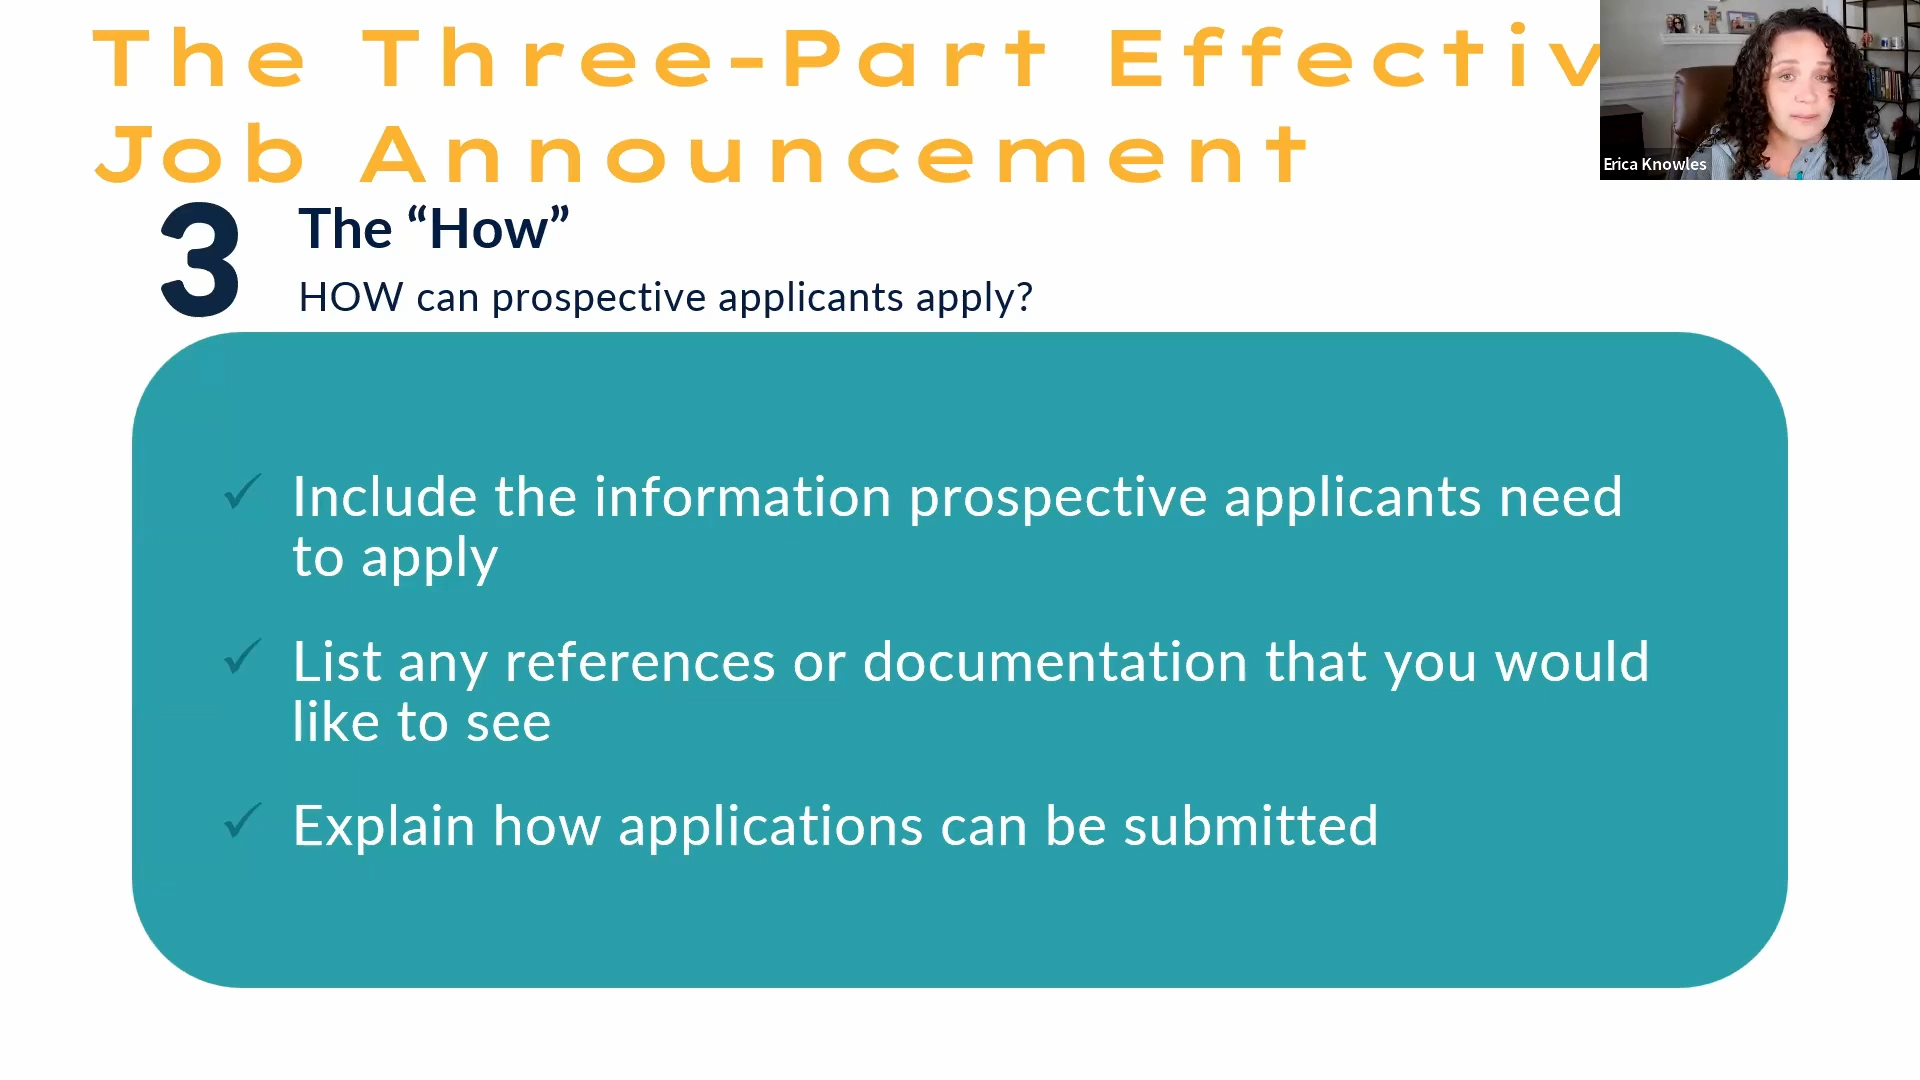 The Three-Part Effectiv
Job Announcement
Erica Knowles
3
The “How”
HOW can prospective applicants apply?
✓ Include the information prospective applicants need
to apply
✓ List any references or documentation that you would
like to see
✓ Explain how applications can be submitted